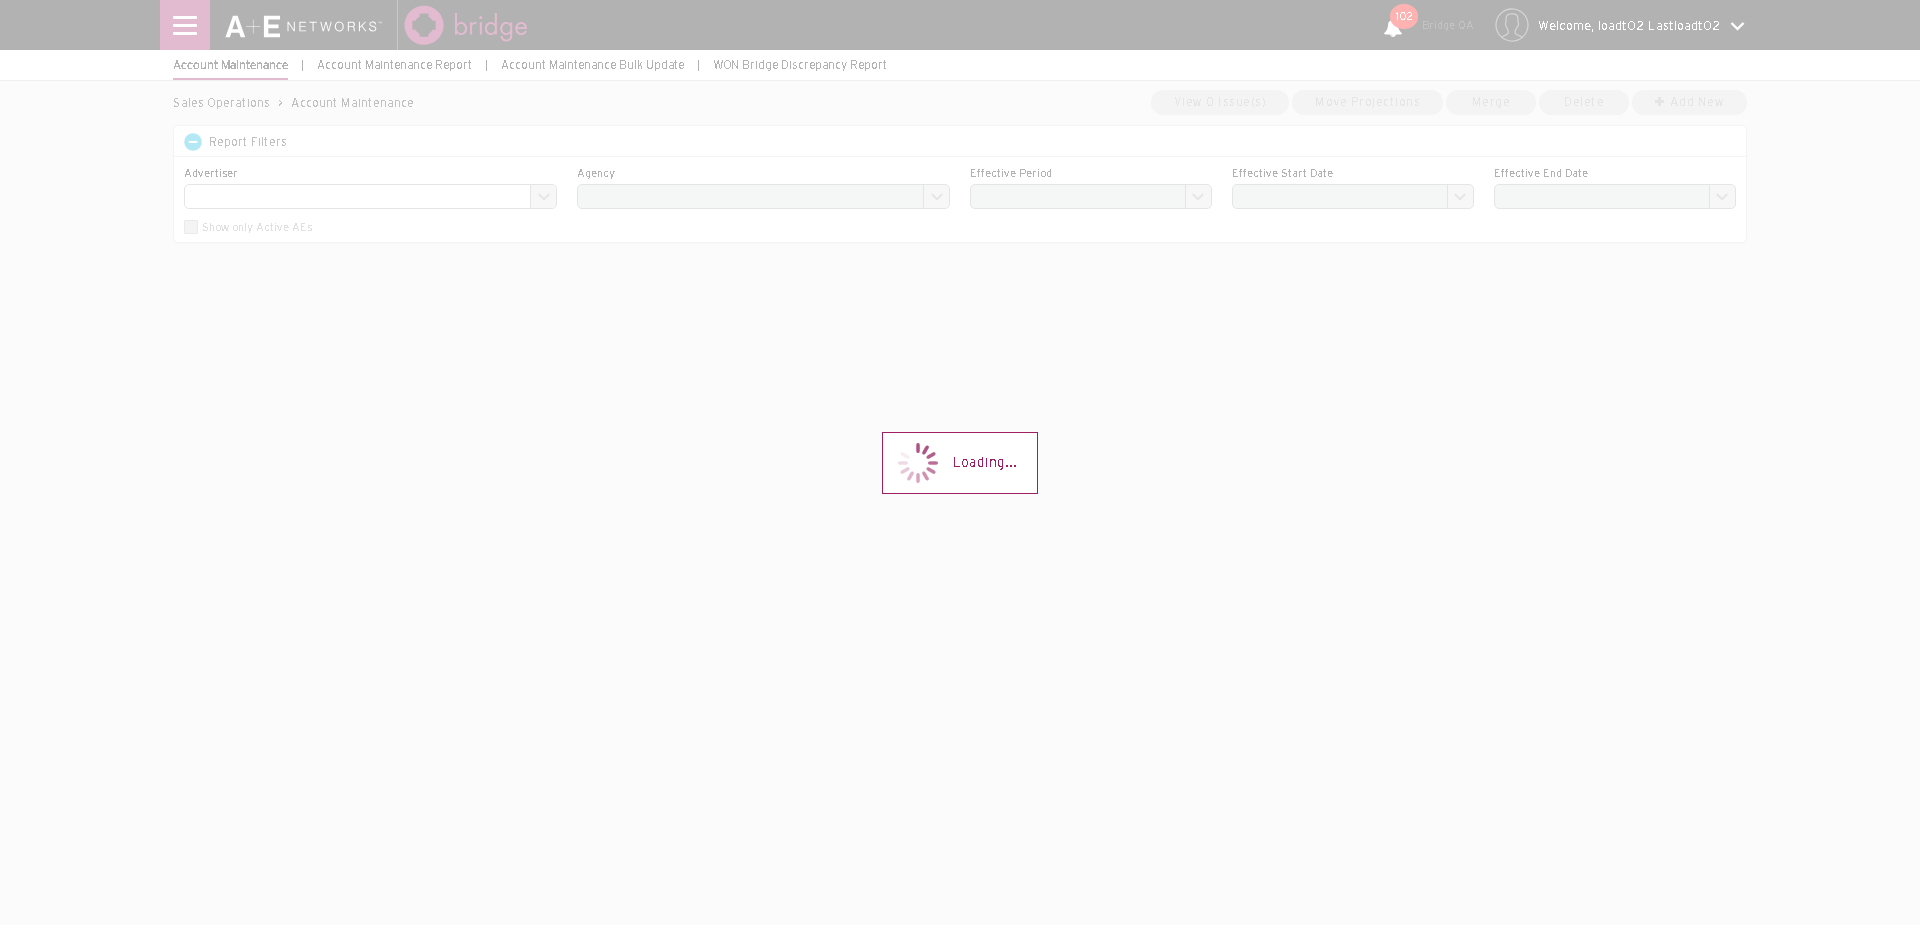 A+E NETWORKS bridge 102 Bridge QA Welcome, loadt02 Lastloadt02
Account Maintenance | Account Maintenance Report | Account Maintenance Bulk Update | WON Bridge Discrepancy Report
Sales Operations > Account Maintenance View 0 Issue(s) Move Projections Merge Delete + Add New
Report Filters
Advertiser Agency Effective Period Effective Start Date Effective End Date
Show only Active AEs
Loading...